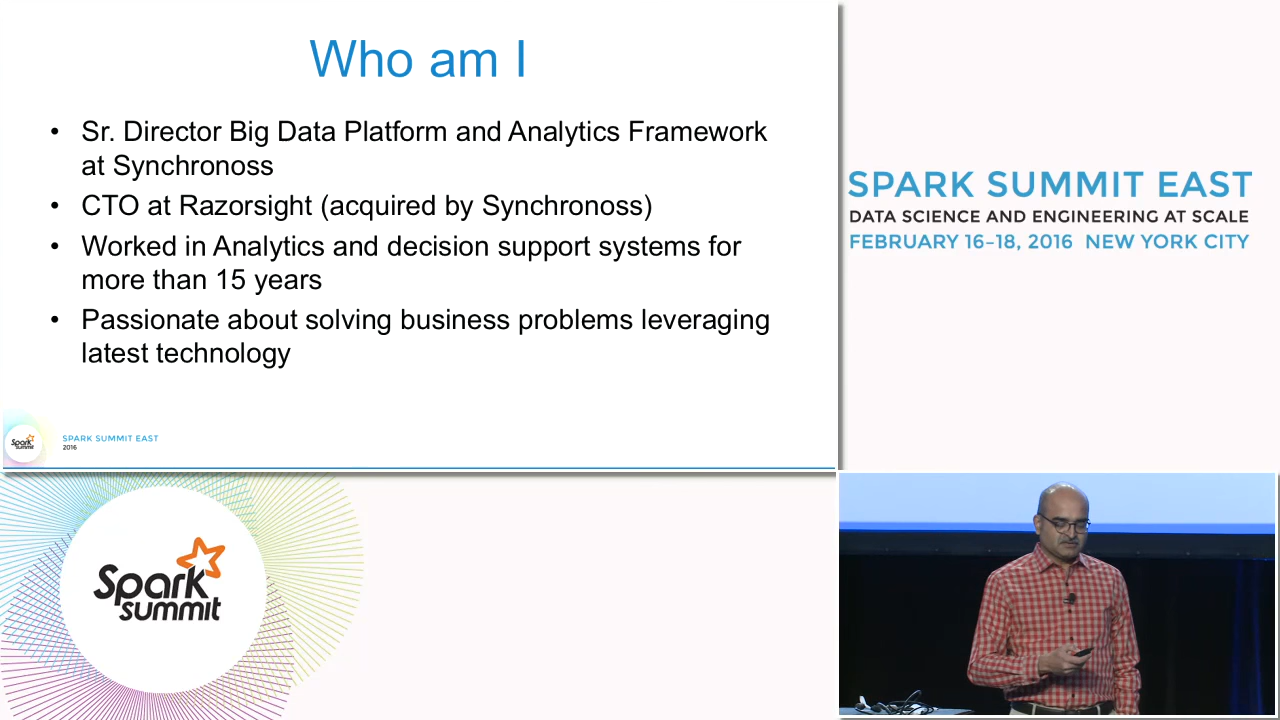 Who am I
• Sr. Director Big Data Platform and Analytics Framework
at Synchronoss
• CTO at Razorsight (acquired by Synchronoss)
• Worked in Analytics and decision support systems for
more than 15 years
• Passionate about solving business problems leveraging
latest technology
Spark
summit
SPARK SUMMIT EAST
2016
SPARK SUMMIT EAST
DATA SCIENCE AND ENGINEERING AT SCALE
FEBRUARY 16–18, 2016 NEW YORK CITY
Spark
summit